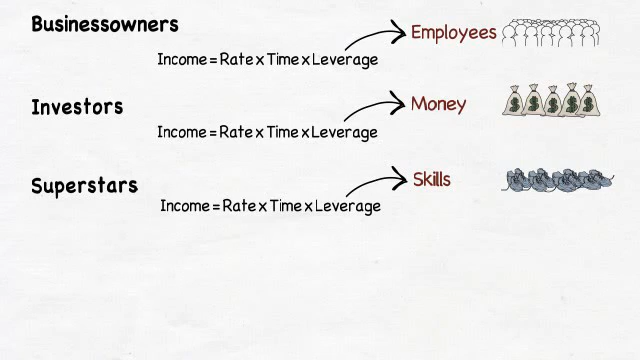 Businessowners
Income = Rate x Time x Leverage
Employees
Investors
Income = Rate x Time x Leverage
Money
$ $ $ $ $
Superstars
Income = Rate x Time x Leverage
Skills